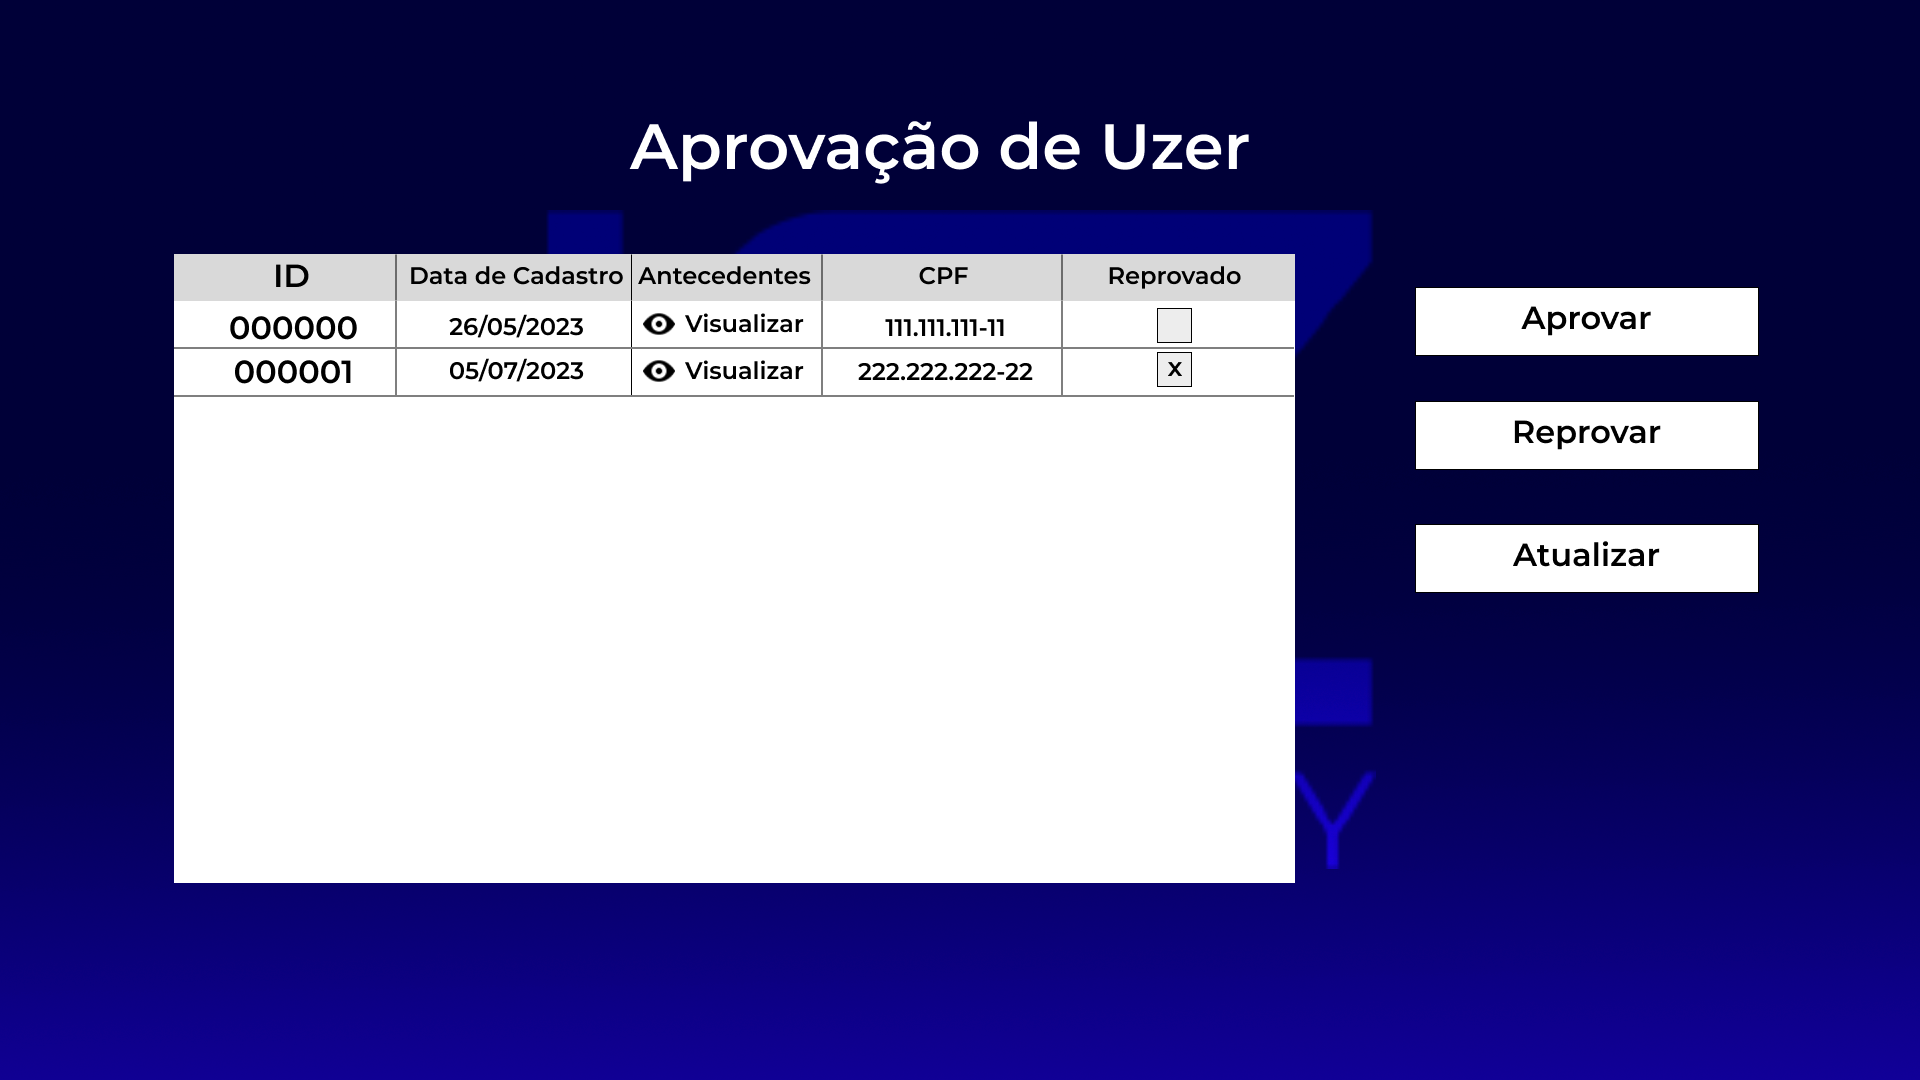 Aprovação de Uzer
ID Data de Cadastro Antecedentes CPF Reprovado
000000 26/05/2023 Visualizar 111.111.111-11
000001 05/07/2023 Visualizar 222.222.222-22 X
Aprovar
Reprovar
Atualizar
Y